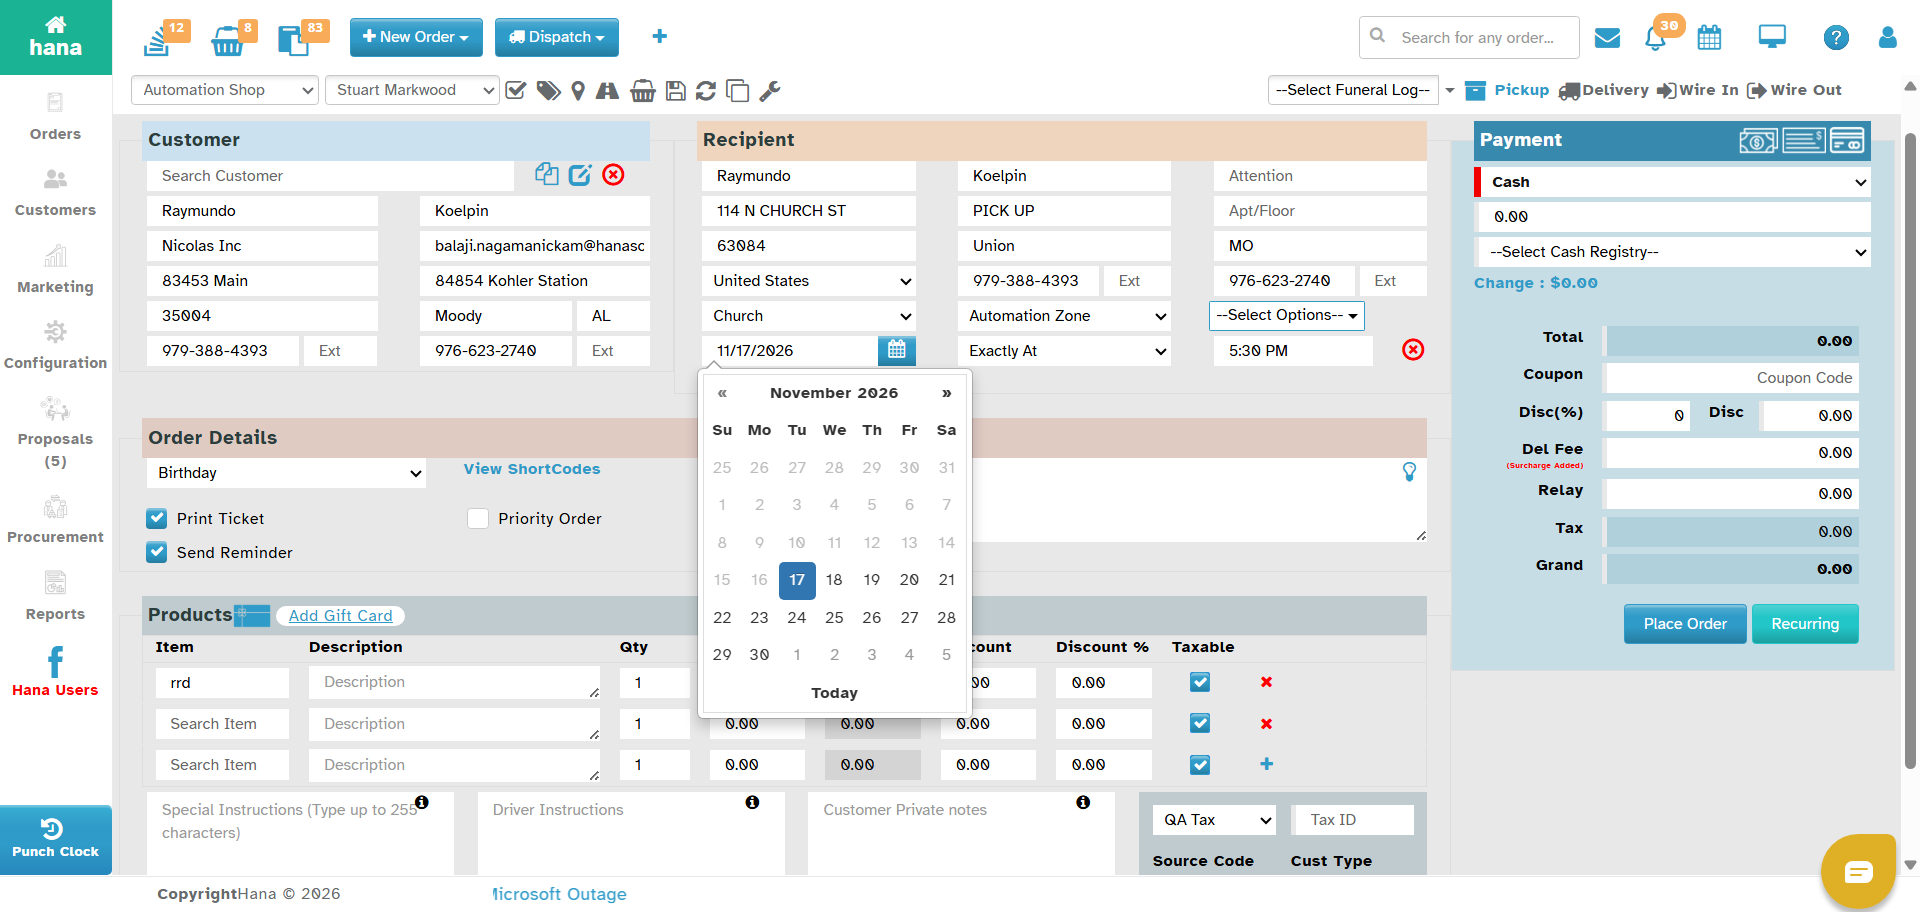 hana
12
8
83
New Order
Dispatch
Search for any order...
30
Automation Shop
Stuart Markwood
--Select Funeral Log--
Pickup
Delivery
Wire In
Wire Out
Orders
Customers
Marketing
Configuration
Proposals
(5)
Procurement
Reports
Hana Users
Punch Clock
Customer
Search Customer
Raymundo
Koelpin
Nicolas Inc
balaji.nagamanickam@hanasc
83453 Main
84854 Kohler Station
35004
Moody
AL
979-388-4393
Ext
976-623-2740
Ext
Recipient
Raymundo
Koelpin
Attention
114 N CHURCH ST
PICK UP
Apt/Floor
63084
Union
MO
United States
979-388-4393
Ext
976-623-2740
Ext
Church
Automation Zone
--Select Options--
11/17/2026
Exactly At
5:30 PM
« November 2026 »
Su Mo Tu We Th Fr Sa
25 26 27 28 29 30 31
1 2 3 4 5 6 7
8 9 10 11 12 13 14
15 16 17 18 19 20 21
22 23 24 25 26 27 28
29 30 1 2 3 4 5
Today
Order Details
Birthday
View ShortCodes
Print Ticket
Priority Order
Send Reminder
Products
Add Gift Card
Item
Description
Qty
count
Discount %
Taxable
rrd
Description
1
00
0.00
Search Item
Description
1
0.00
0.00
0.00
0.00
Search Item
Description
1
0.00
0.00
0.00
0.00
Special Instructions (Type up to 255
characters)
Driver Instructions
Customer Private notes
QA Tax
Tax ID
Source Code
Cust Type
Payment
Cash
0.00
--Select Cash Registry--
Change : $0.00
Total
0.00
Coupon
Coupon Code
Disc(%)
0
Disc
0.00
Del Fee
(Surcharge Added)
0.00
Relay
0.00
Tax
0.00
Grand
0.00
Place Order
Recurring
CopyrightHana © 2026
Microsoft Outage